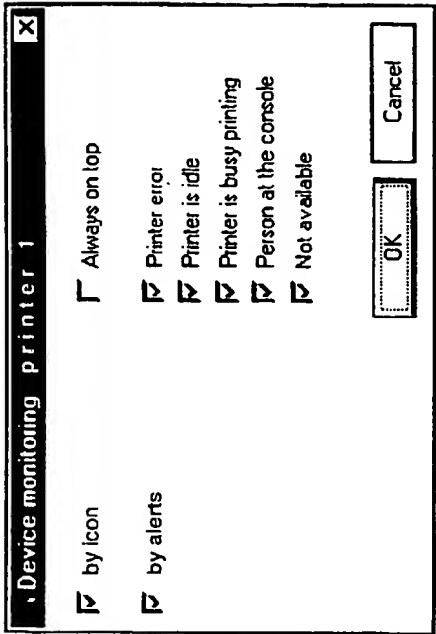 Device monitoring printer 1
by icon
Always on top
by alerts
Printer error
Printer is idle
Printer is busy printing
Person at the console
Not available
OK
Cancel